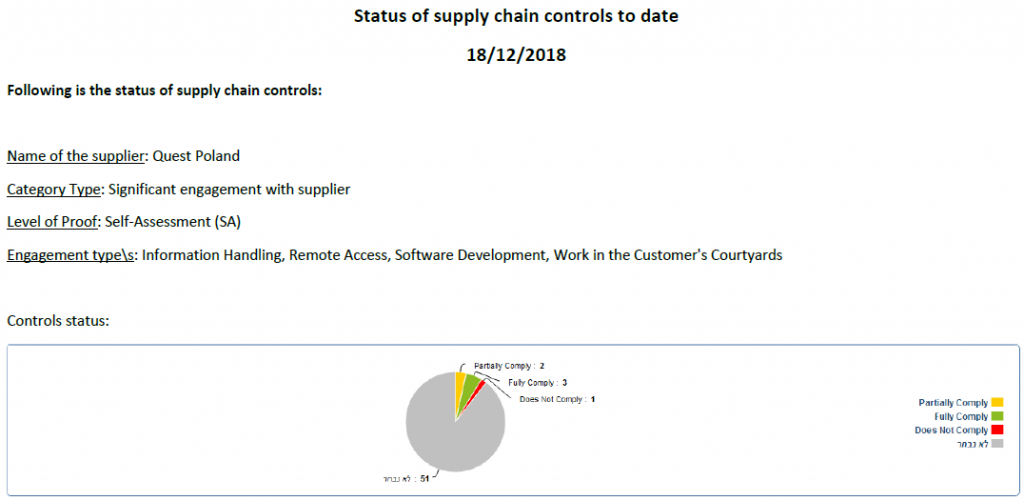 Status of supply chain controls to date
18/12/2018
Following is the status of supply chain controls:
Name of the supplier: Quest Poland
Category Type: Significant engagement with supplier
Level of Proof: Self-Assessment (SA)
Engagement type\s: Information Handling, Remote Access, Software Development, Work in the Customer's Courtyards
Controls status:
Partially Comply : 2
Fully Comply : 3
Does Not Comply : 1
לא נבחר : 51
Partially Comply
Fully Comply
Does Not Comply
לא נבחר